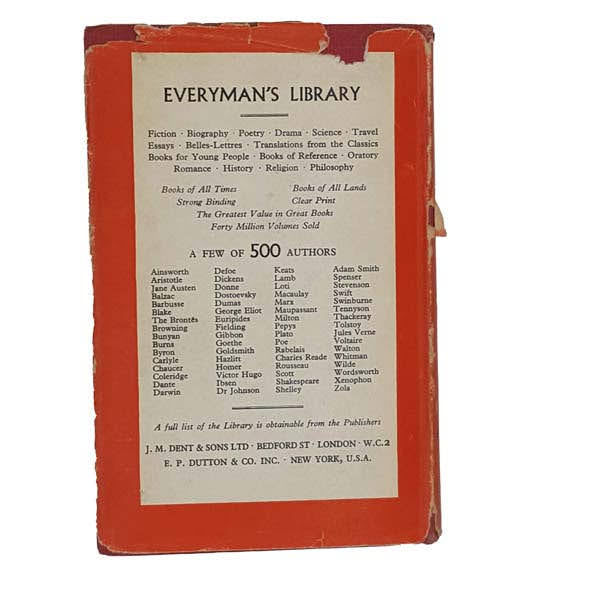 EVERYMAN'S LIBRARY
Fiction · Biography · Poetry · Drama · Science · Travel
Essays · Belles-Lettres · Translations from the Classics
Books for Young People · Books of Reference · Oratory
Romance · History · Religion · Philosophy
Books of All Times Books of All Lands
Strong Binding Clear Print
The Greatest Value in Great Books
Forty Million Volumes Sold
A FEW OF 500 AUTHORS
Ainsworth Defoe Keats Adam Smith
Aristotle Dickens Lamb Spenser
Jane Austen Donne Loti Stevenson
Balzac Dostoevsky Macaulay Swift
Barbusse Dumas Marx Swinburne
Blake George Eliot Maupassant Tennyson
The Brontës Euripides Milton Thackeray
Browning Fielding Pepys Tolstoy
Bunyan Gibbon Plato Jules Verne
Burns Goethe Poe Voltaire
Byron Goldsmith Rabelais Walton
Carlyle Hazlitt Charles Reade Whitman
Chaucer Homer Rousseau Wilde
Coleridge Victor Hugo Scott Wordsworth
Dante Ibsen Shakespeare Xenophon
Darwin Dr Johnson Shelley Zola
A full list of the Library is obtainable from the Publishers
J. M. DENT & SONS LTD · BEDFORD ST · LONDON · W.C.2
E. P. DUTTON & CO. INC. · NEW YORK, U.S.A.